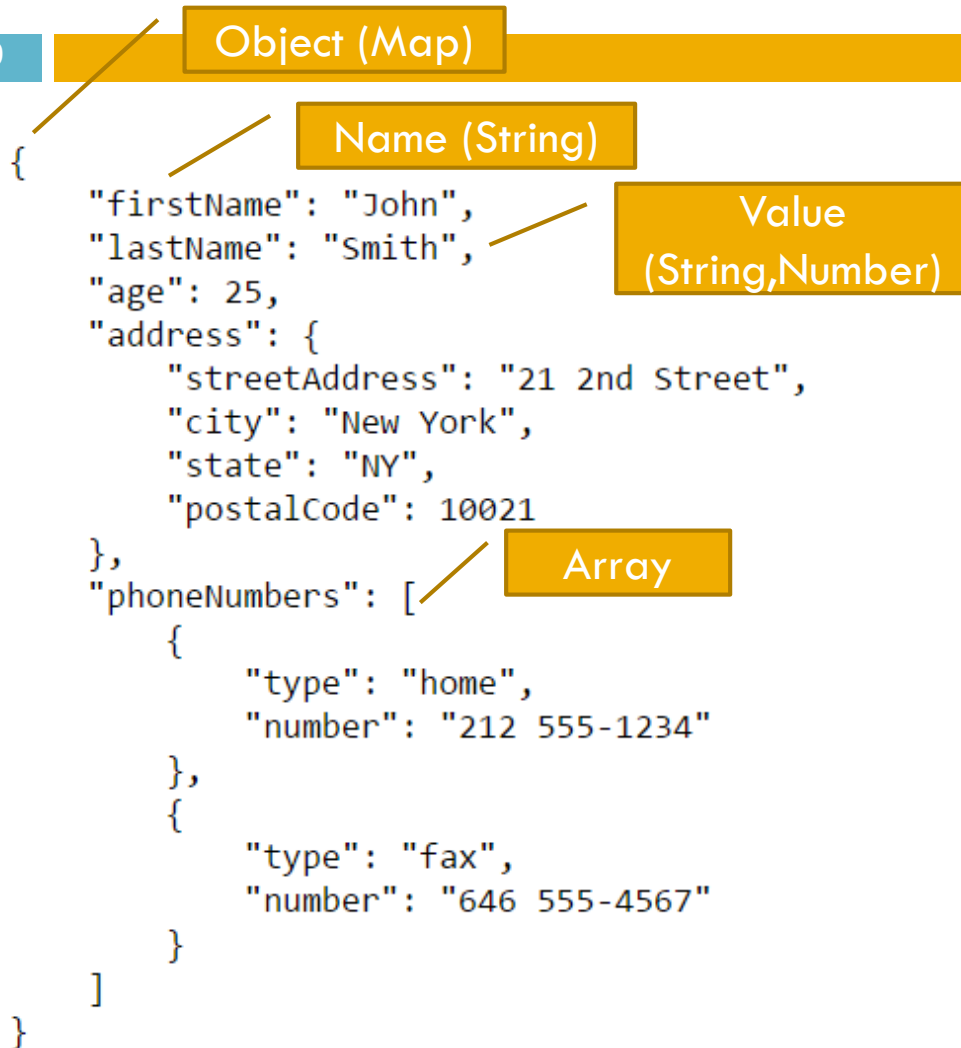 Object (Map)
{
Name (String)
"firstName": "John",
"lastName": "Smith",
Value
(String,Number)
"age": 25,
"address": {
"streetAddress": "21 2nd Street",
"city": "New York",
"state": "NY",
"postalCode": 10021
},
Array
"phoneNumbers": [
{
"type": "home",
"number": "212 555-1234"
},
{
"type": "fax",
"number": "646 555-4567"
}
]
}